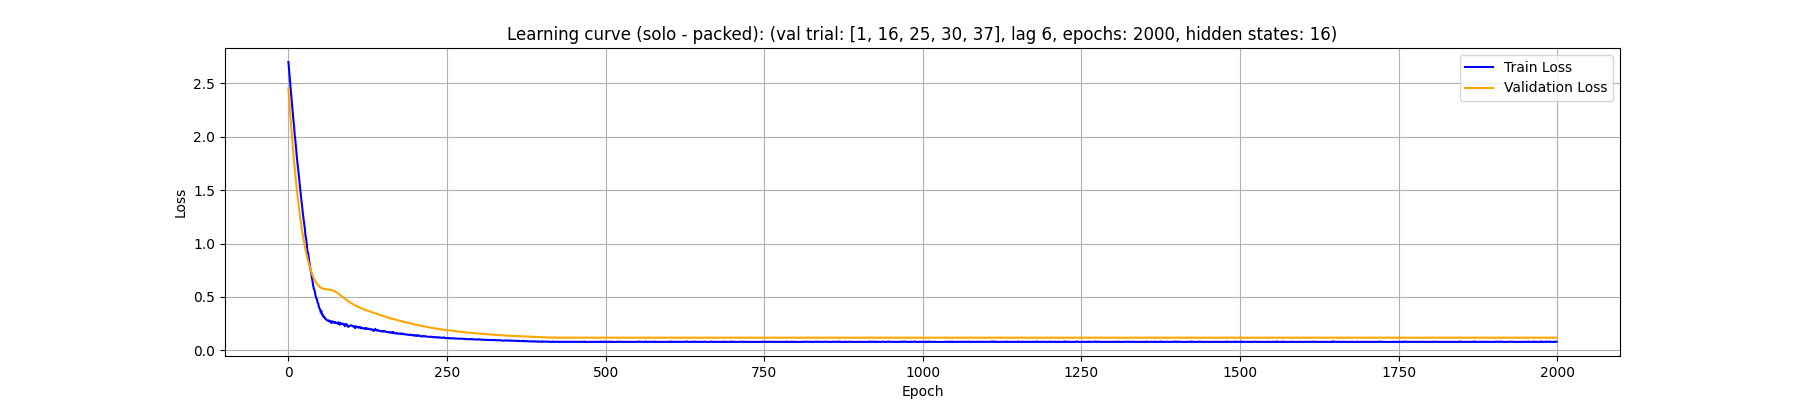 Learning curve (solo - packed): (val trial: [1, 16, 25, 30, 37], lag 6, epochs: 2000, hidden states: 16)
Train Loss
Validation Loss
Loss
2.5
2.0
1.5
1.0
0.5
0.0
0 250 500 750 1000 1250 1500 1750 2000
Epoch